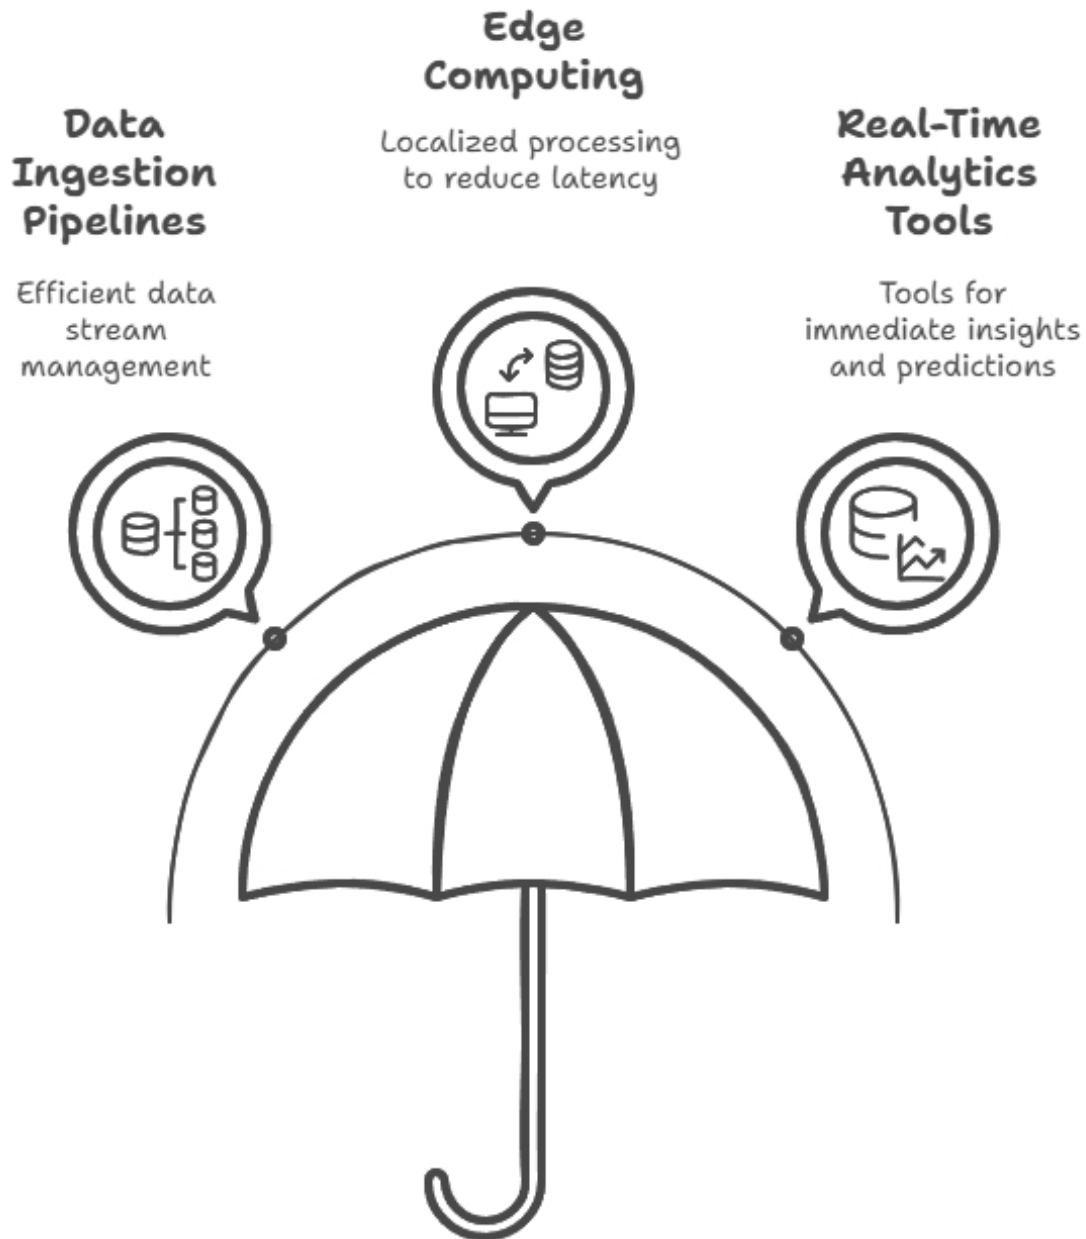 Data
Ingestion
Pipelines
Efficient data
stream
management
Edge
Computing
Localized processing
to reduce latency
Real-Time
Analytics
Tools
Tools for
immediate insights
and predictions